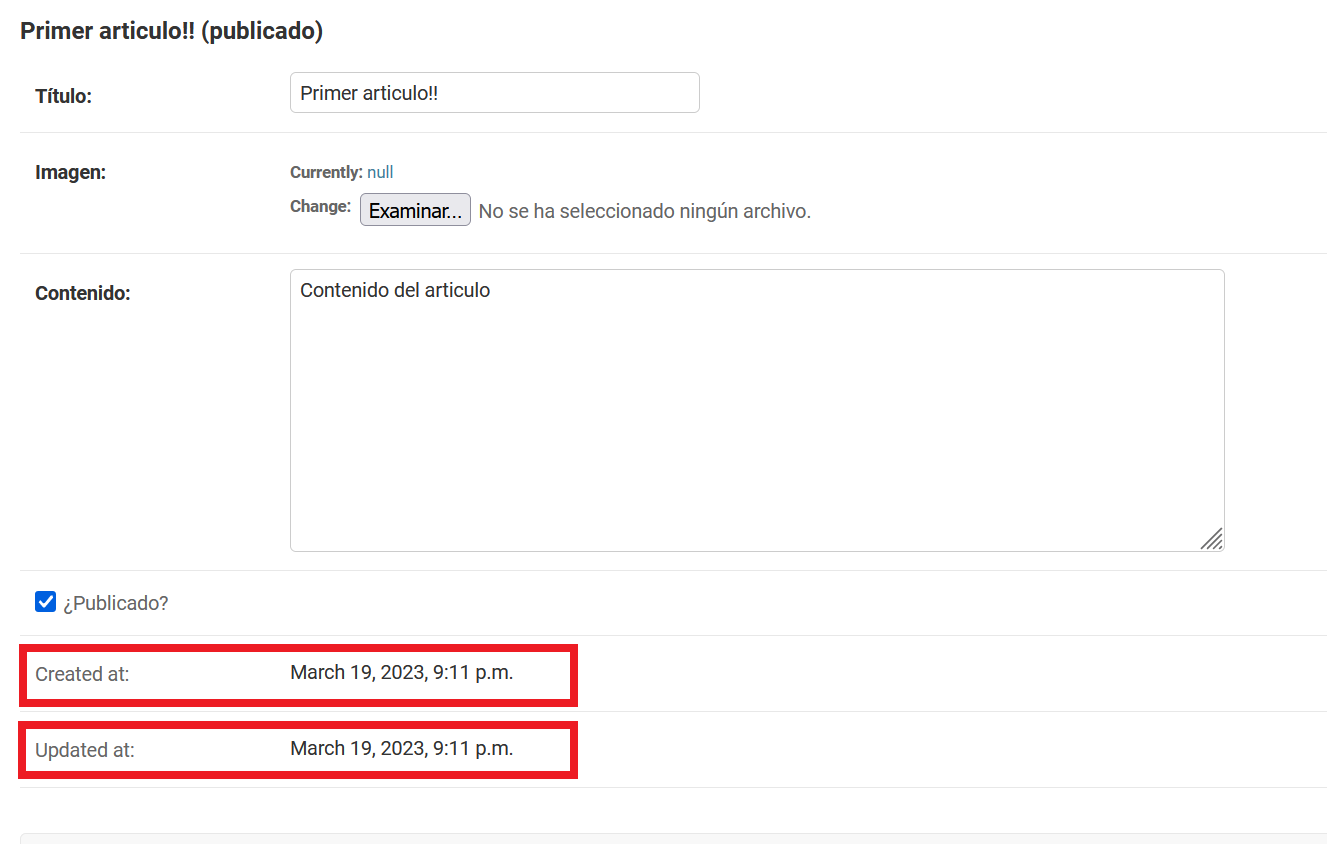 Primer articulo!! (publicado)
Título: Primer articulo!!
Imagen: Currently: null
Change: Examinar... No se ha seleccionado ningún archivo.
Contenido: Contenido del articulo
¿Publicado?
Created at: March 19, 2023, 9:11 p.m.
Updated at: March 19, 2023, 9:11 p.m.